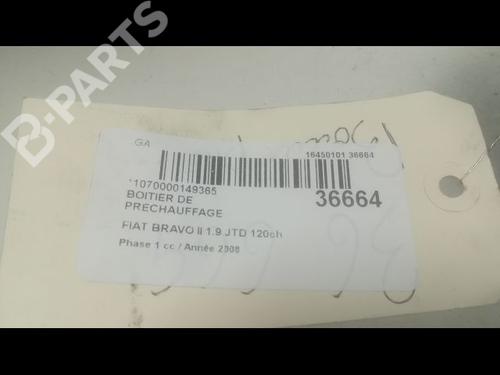 B-PARTS
GA
16450101 36664
*1070000149365
36664
BOITIER DE
PRECHAUFFAGE
FIAT BRAVO II 1.9 JTD 120ch
Phase 1 cc / Année 2008